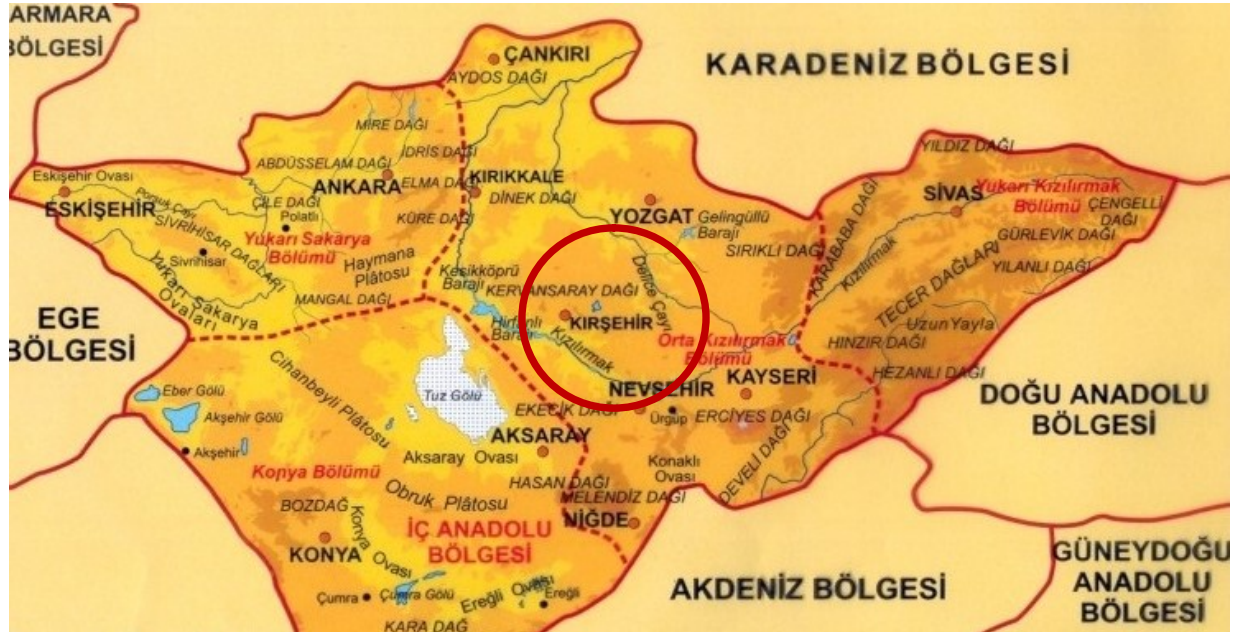 ARMARA
BÖLGESİ
ÇANKIRI
AYDOS DAĞI
KARADENİZ BÖLGESİ
MİRE DAĞI
YILDIZ DAĞI
ABDÜSSELAM DAĞI
İDRİS DAĞI
Eskişehir Ovası
ANKARA
ELMA DAĞI
KIRIKKALE
DİNEK DAĞI
SİVAS
Yukarı Kızılırmak
Bölümü
ÇENGELLİ
DAĞI
Porsuk Çayı
ESKİŞEHİR
ÇİLE DAĞI
Polatlı
KÜRE DAĞI
YOZGAT
Gelingüllü
Barajı
KARABABA DAĞI
GÜRLEVİK DAĞI
SİVRİHİSAR DAĞLARI
Yukarı Sakarya
Bölümü
Sivrihisar
Haymana
Plâtosu
SIRIKLI DAĞI
Kızılırmak
TECER DAĞLARI
YILANLI DAĞI
Yukarı Sakarya
Ovaları
MANGAL DAĞI
Kesikköprü
Barajı
KERVANSARAY DAĞI
Delice Çayı
EGE
BÖLGESİ
Hirfanlı
Barajı
KIRŞEHİR
Kızılırmak
Orta Kızılırmak
Bölümü
UzunYayla
HINZIR DAĞI
HEZANLI DAĞI
Cihanbeyli Plâtosu
Eber Gölü
Akşehir Gölü
Akşehir
Tuz Gölü
NEVŞEHİR
KAYSERİ
DOĞU ANADOLU
BÖLGESİ
EKECİK DAĞI
Ürgüp
ERCİYES DAĞI
AKSARAY
Aksaray Ovası
Konya Bölümü
Obruk Plâtosu
HASAN DAĞI
Konaklı
Ovası
DEVELİ DAĞI
MELENDİZ DAĞI
BOZDAĞ
Konya Ovası
İÇ ANADOLU
BÖLGESİ
NİĞDE
KONYA
GÜNEYDOĞU
ANADOLU
BÖLGESİ
AKDENİZ BÖLGESİ
Çumra
Çumra Gölü
Ereğli Ovası
Ereğli
KARA DAĞ